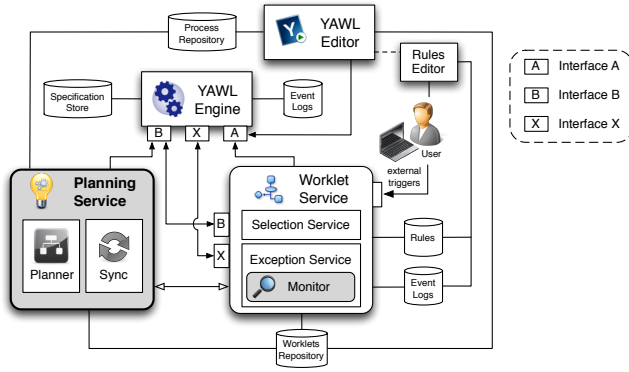 Process
Repository
YAWL
Editor
Rules
Editor
A Interface A
B Interface B
X Interface X
Specification
Store
YAWL
Engine
Event
Logs
B X A
User
external
triggers
Planning
Service
Planner
Sync
Worklet
Service
B
X
Selection Service
Exception Service
Monitor
Rules
Event
Logs
Worklets
Repository